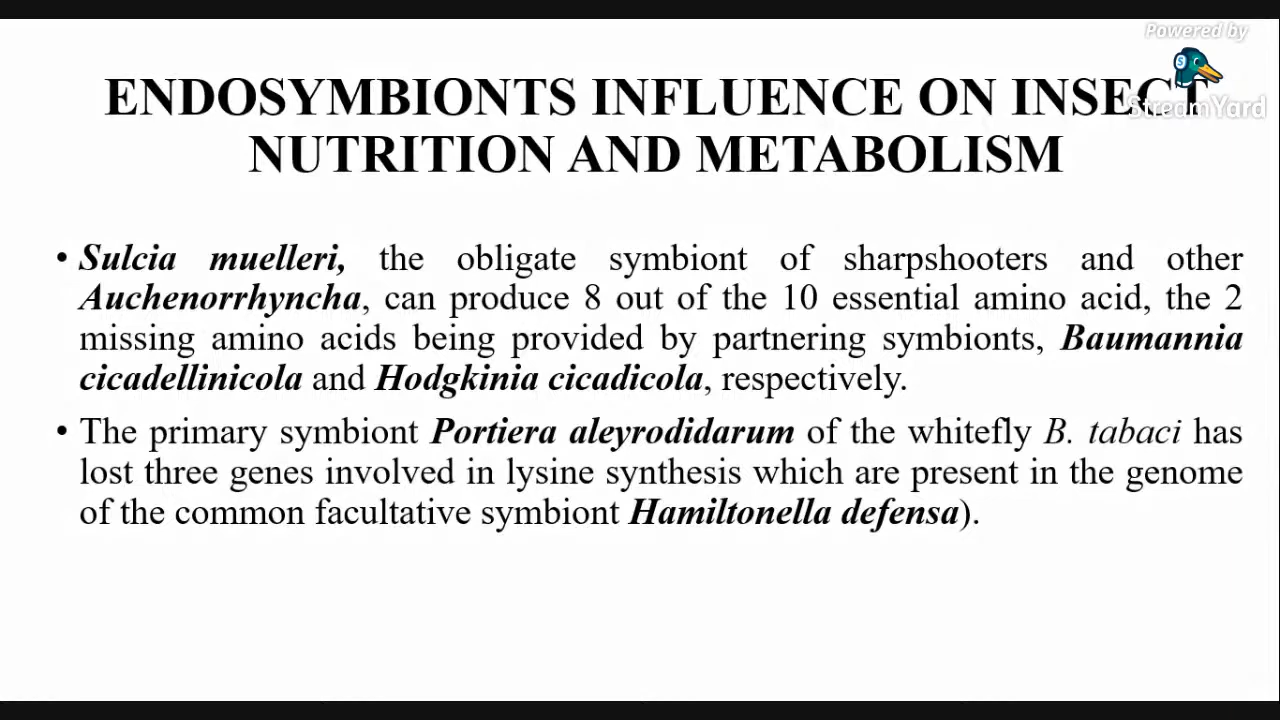 Powered by
StreamYard
ENDOSYMBIONTS INFLUENCE ON INSECT
NUTRITION AND METABOLISM
• Sulcia muelleri, the obligate symbiont of sharpshooters and other
Auchenorrhyncha, can produce 8 out of the 10 essential amino acid, the 2
missing amino acids being provided by partnering symbionts, Baumannia
cicadellinicola and Hodgkinia cicadicola, respectively.
• The primary symbiont Portiera aleyrodidarum of the whitefly B. tabaci has
lost three genes involved in lysine synthesis which are present in the genome
of the common facultative symbiont Hamiltonella defensa).